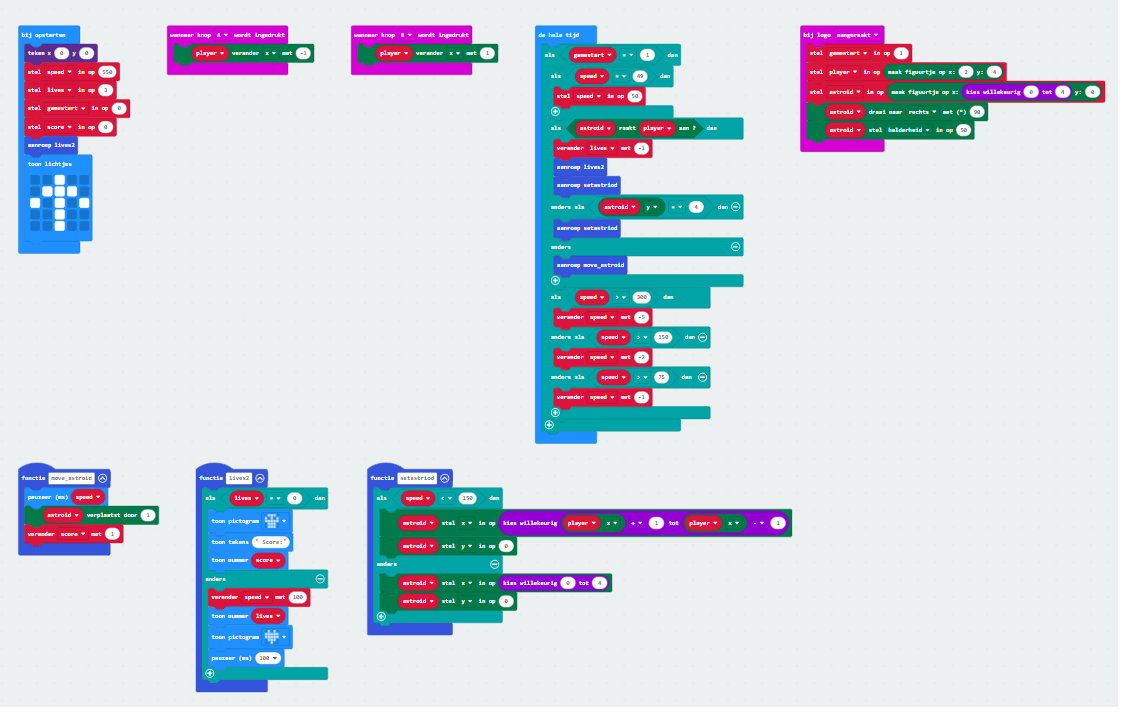 bij opstarten
teken x 0 y 0
stel speed in op 550
stel lives in op 3
stel gamestart in op 0
stel score in op 0
aanroep lives2
toon lichtjes
wanneer knop A wordt ingedrukt
player verander x met -1
wanneer knop B wordt ingedrukt
player verander x met 1
de hele tijd
als gamestart = 1 dan
als speed = 49 dan
stel speed in op 50
als astroid raakt player aan ? dan
verander lives met -1
aanroep lives2
aanroep setastriod
anders als astroid y = 4 dan
aanroep setastriod
anders
aanroep move_astroid
als speed > 300 dan
verander speed met -5
anders als speed > 150 dan
verander speed met -2
anders als speed > 75 dan
verander speed met -1
bij logo aangeraakt
stel gamestart in op 1
stel player in op maak figuurtje op x: 2 y: 4
stel astroid in op maak figuurtje op x: kies willekeurig 0 tot 4 y: 0
astroid draai naar rechts met (°) 90
astroid stel helderheid in op 50
functie move_astroid
pauzeer (ms) speed
astroid verplaatst door 1
verander score met 1
functie lives2
als lives = 0 dan
toon pictogram
toon tekens " Score:"
toon nummer score
anders
verander speed met 100
toon nummer lives
toon pictogram
pauzeer (ms) 100
functie setastriod
als speed < 150 dan
astroid stel x in op kies willekeurig player x + 1 tot player x - 1
astroid stel y in op 0
anders
astroid stel x in op kies willekeurig 0 tot 4
astroid stel y in op 0